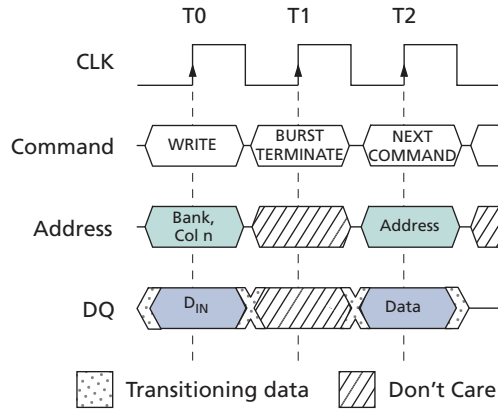 T0 T1 T2
CLK
Command WRITE BURST TERMINATE NEXT COMMAND
Address Bank, Col n Address
DQ DIN Data
Transitioning data Don't Care